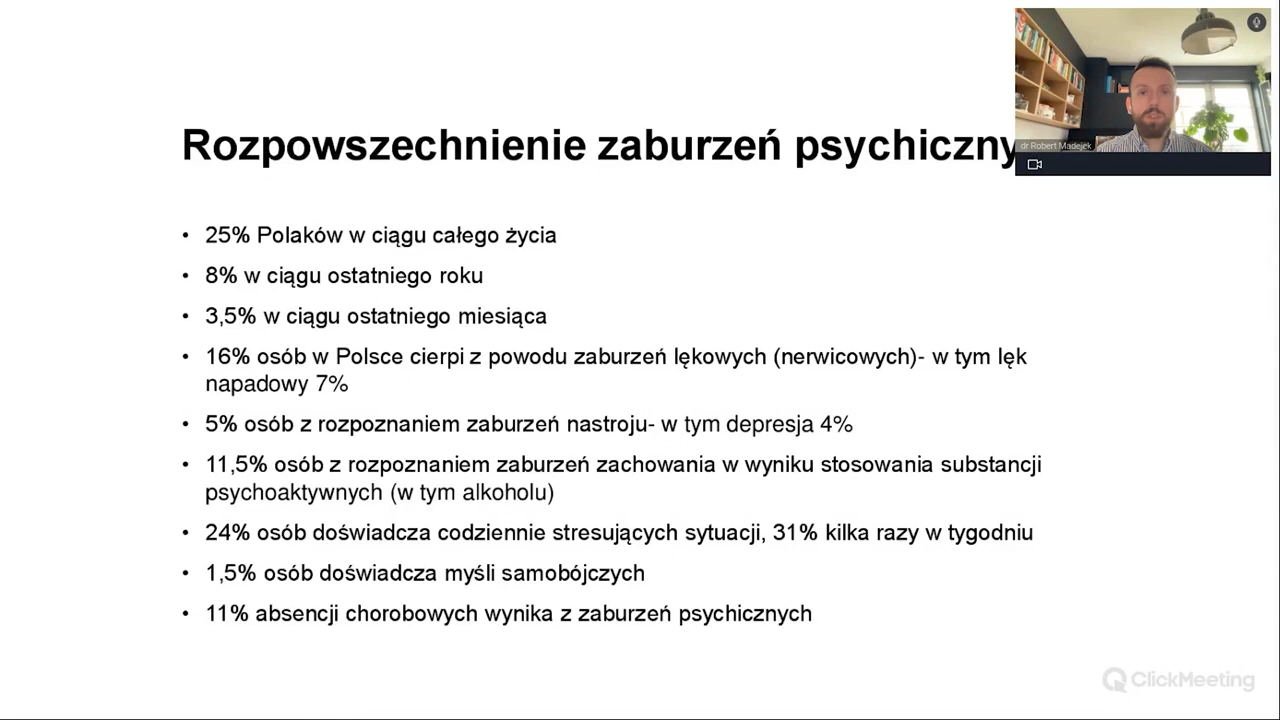 Rozpowszechnienie zaburzeń psychiczny
dr Robert Madejek
• 25% Polaków w ciągu całego życia
• 8% w ciągu ostatniego roku
• 3,5% w ciągu ostatniego miesiąca
• 16% osób w Polsce cierpi z powodu zaburzeń lękowych (nerwicowych)- w tym lęk
napadowy 7%
• 5% osób z rozpoznaniem zaburzeń nastroju- w tym depresja 4%
• 11,5% osób z rozpoznaniem zaburzeń zachowania w wyniku stosowania substancji
psychoaktywnych (w tym alkoholu)
• 24% osób doświadcza codziennie stresujących sytuacji, 31% kilka razy w tygodniu
• 1,5% osób doświadcza myśli samobójczych
• 11% absencji chorobowych wynika z zaburzeń psychicznych
ClickMeeting